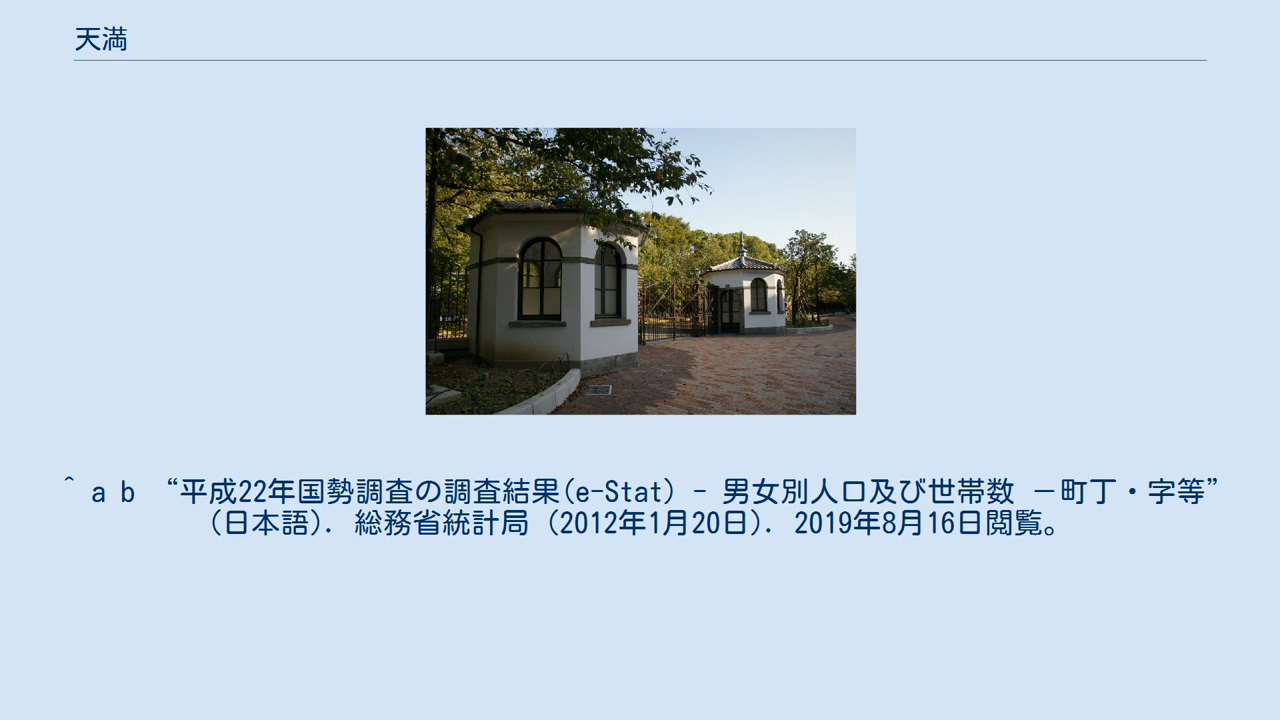 天満
^ a b “平成22年国勢調査の調査結果(e-Stat) - 男女別人口及び世帯数 －町丁・字等”
(日本語). 総務省統計局 (2012年1月20日). 2019年8月16日閲覧。